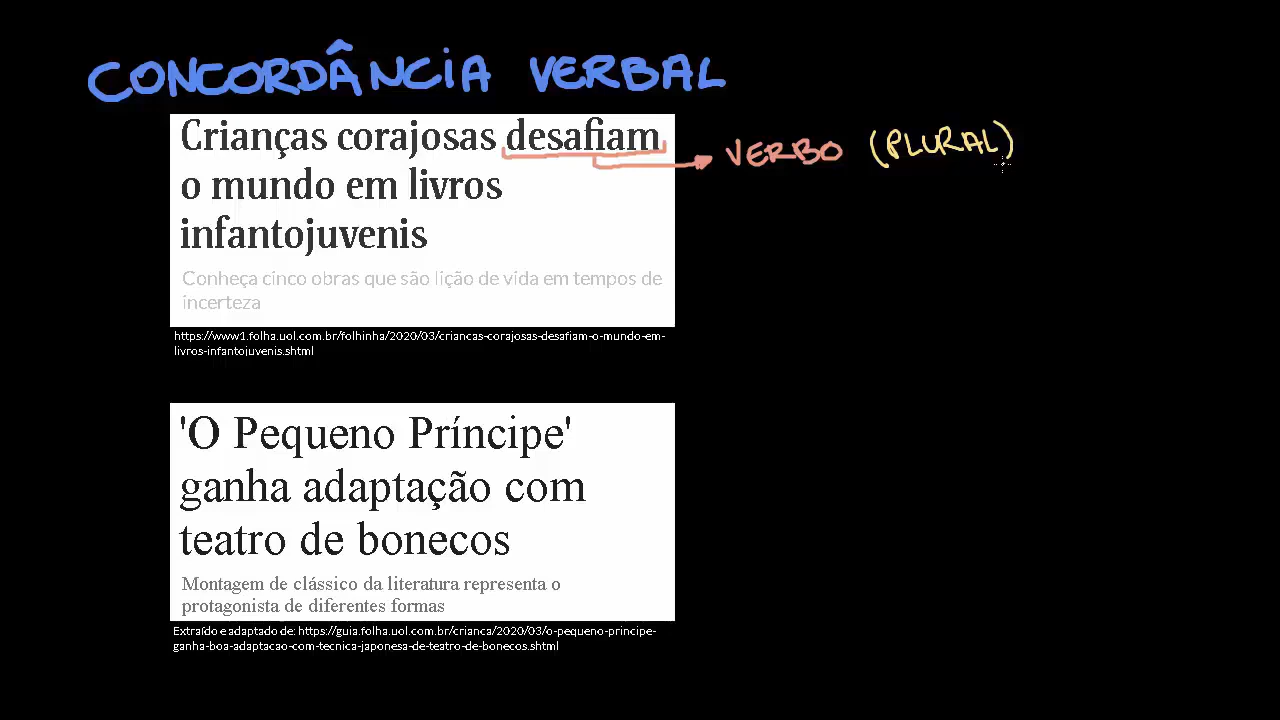 CONCORDÂNCIA VERBAL
Crianças corajosas desafiam
o mundo em livros
infantojuvenis
VERBO (PLURAL)
Conheça cinco obras que são lição de vida em tempos de
incerteza
https://www1.folha.uol.com.br/folhinha/2020/03/criancas-corajosas-desafiam-o-mundo-em-
livros-infantojuvenis.shtml
'O Pequeno Príncipe'
ganha adaptação com
teatro de bonecos
Montagem de clássico da literatura representa o
protagonista de diferentes formas
Extraído e adaptado de: https://guia.folha.uol.com.br/crianca/2020/03/o-pequeno-principe-
ganha-boa-adaptacao-com-tecnica-japonesa-de-teatro-de-bonecos.shtml